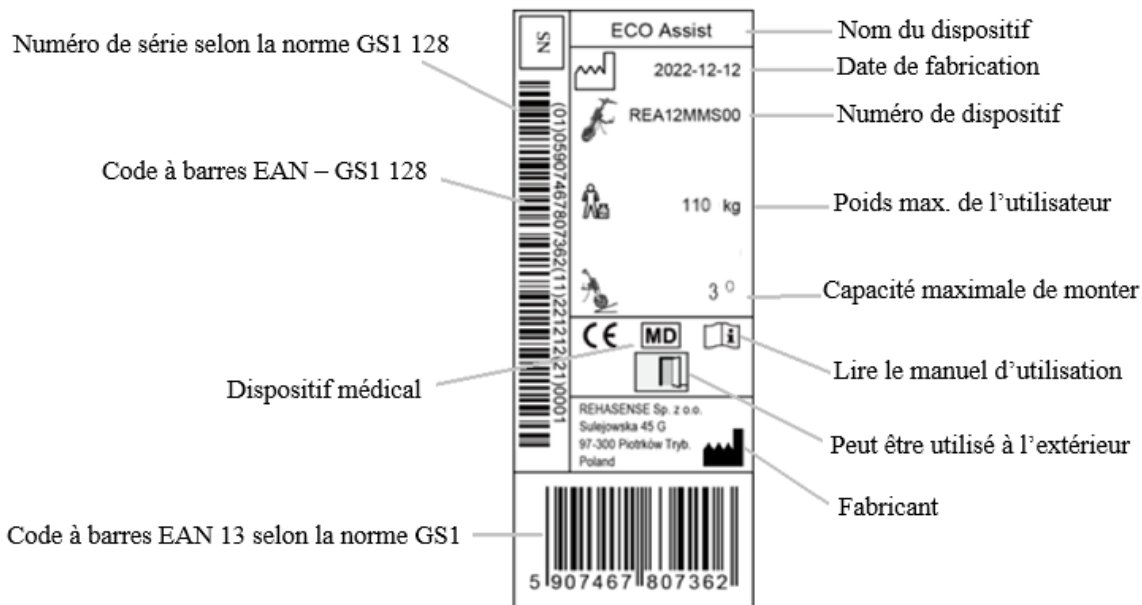 Numéro de série selon la norme GS1 128
Code à barres EAN – GS1 128
Dispositif médical
Code à barres EAN 13 selon la norme GS1
SN
(01)05907467807362(11)221212(21)0001
ECO Assist
2022-12-12
REA12MMS00
110 kg
3 °
CE
MD
i
REHASENSE Sp. z o.o.
Sulejowska 45 G
97-300 Piotrków Tryb.
Poland
5 907467 807362
Nom du dispositif
Date de fabrication
Numéro de dispositif
Poids max. de l’utilisateur
Capacité maximale de monter
Lire le manuel d’utilisation
Peut être utilisé à l’extérieur
Fabricant